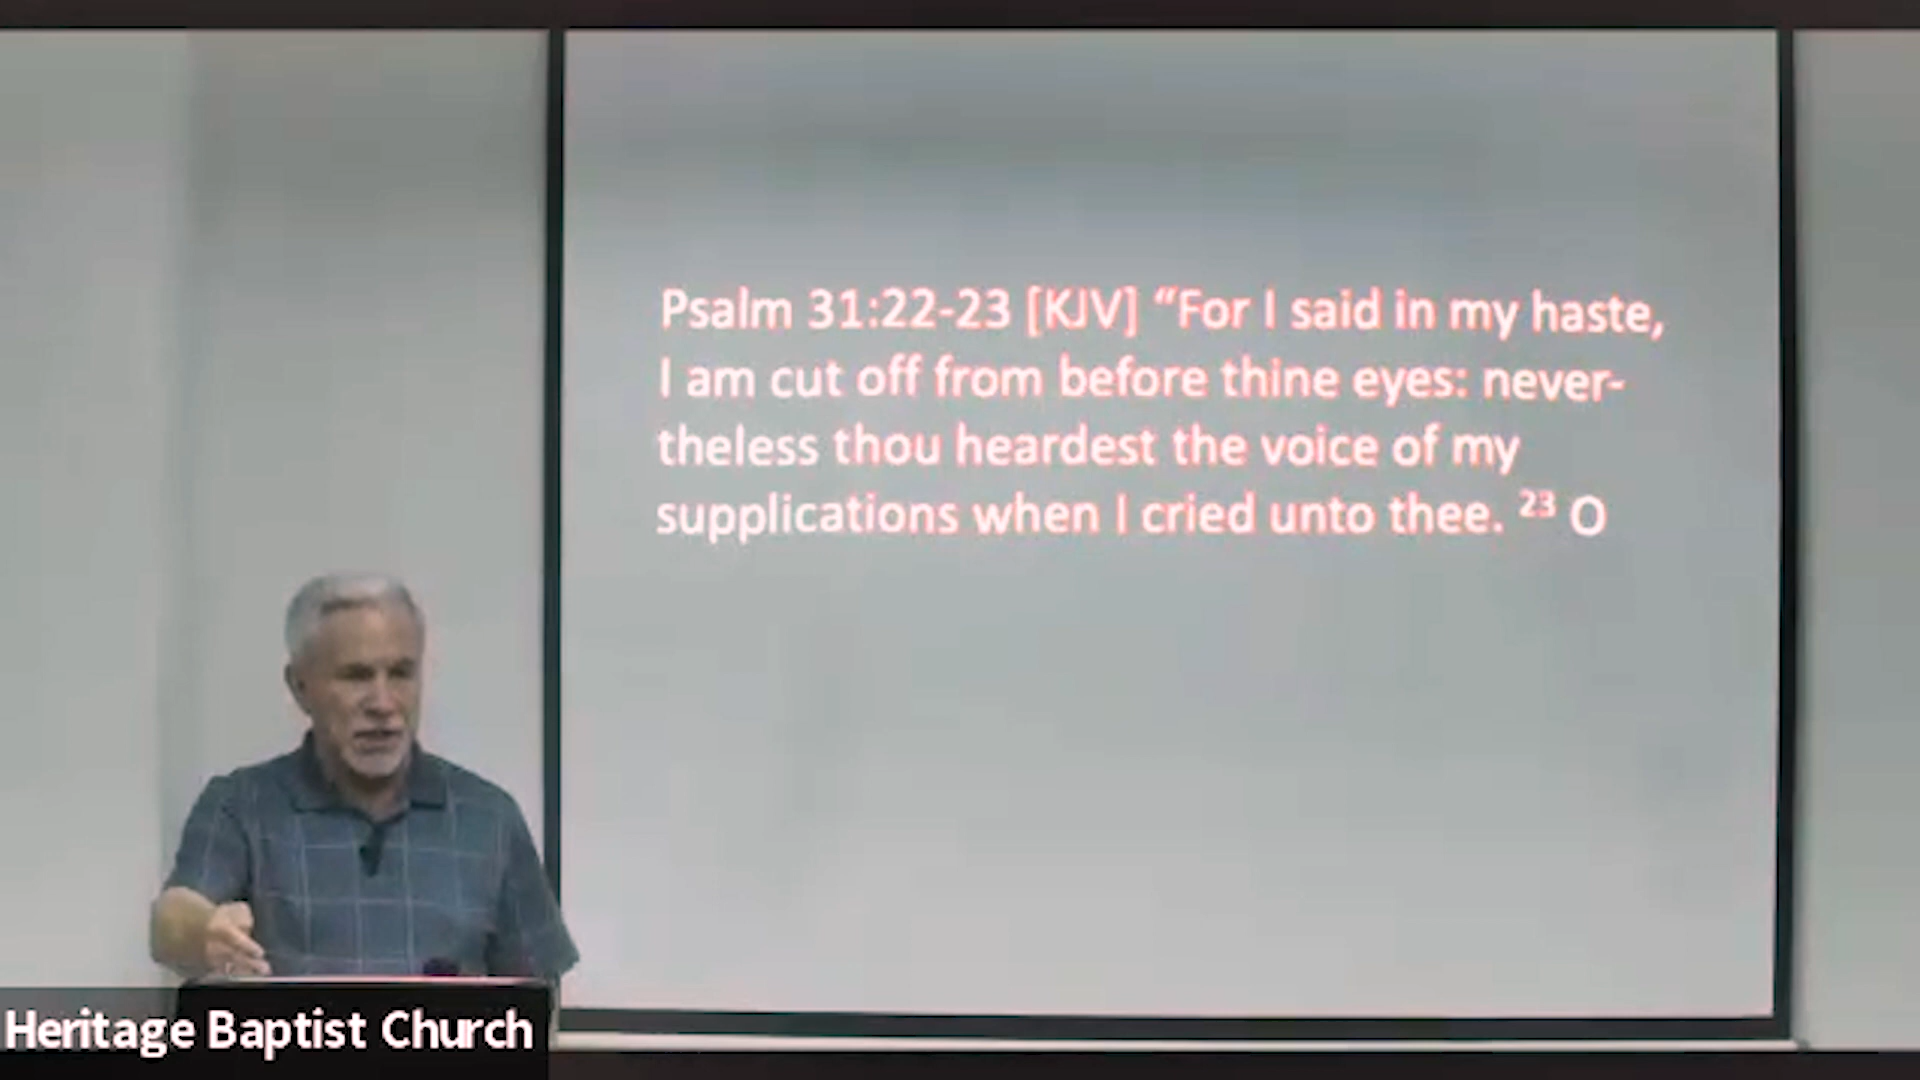 Psalm 31:22-23 [KJV] “For I said in my haste,
I am cut off from before thine eyes: never-
theless thou heardest the voice of my
supplications when I cried unto thee. ²³ O
Heritage Baptist Church